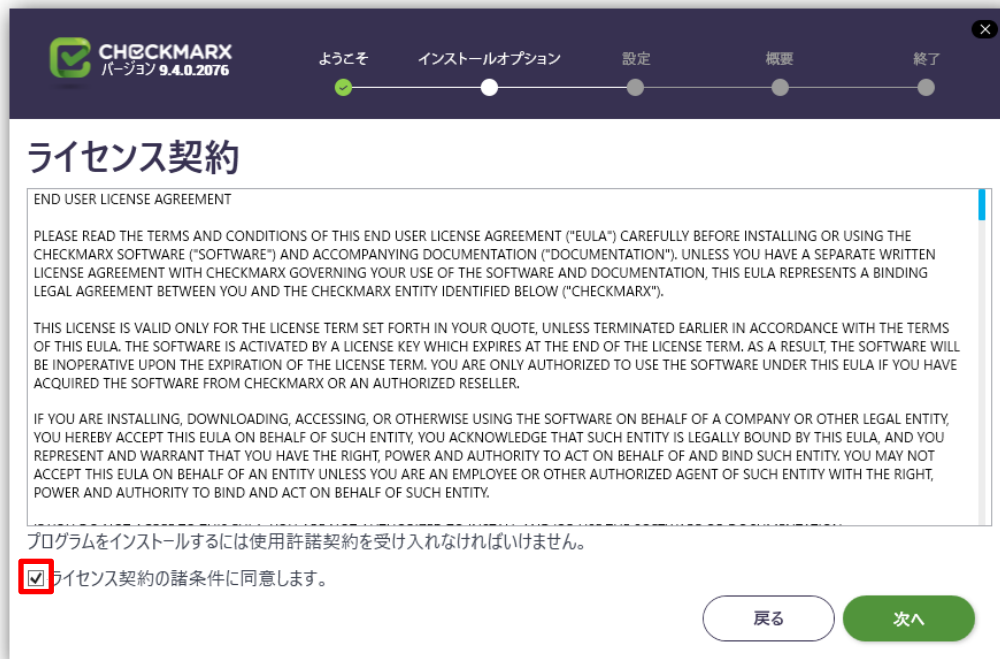 CHECKMARX
バージョン 9.4.0.2076
ようこそ
インストールオプション
設定
概要
終了
ライセンス契約
END USER LICENSE AGREEMENT
PLEASE READ THE TERMS AND CONDITIONS OF THIS END USER LICENSE AGREEMENT ("EULA") CAREFULLY BEFORE INSTALLING OR USING THE
CHECKMARX SOFTWARE ("SOFTWARE") AND ACCOMPANYING DOCUMENTATION ("DOCUMENTATION"). UNLESS YOU HAVE A SEPARATE WRITTEN
LICENSE AGREEMENT WITH CHECKMARX GOVERNING YOUR USE OF THE SOFTWARE AND DOCUMENTATION, THIS EULA REPRESENTS A BINDING
LEGAL AGREEMENT BETWEEN YOU AND THE CHECKMARX ENTITY IDENTIFIED BELOW ("CHECKMARX").
THIS LICENSE IS VALID ONLY FOR THE LICENSE TERM SET FORTH IN YOUR QUOTE, UNLESS TERMINATED EARLIER IN ACCORDANCE WITH THE TERMS
OF THIS EULA. THE SOFTWARE IS ACTIVATED BY A LICENSE KEY WHICH EXPIRES AT THE END OF THE LICENSE TERM. AS A RESULT, THE SOFTWARE WILL
BE INOPERATIVE UPON THE EXPIRATION OF THE LICENSE TERM. YOU ARE ONLY AUTHORIZED TO USE THE SOFTWARE UNDER THIS EULA IF YOU HAVE
ACQUIRED THE SOFTWARE FROM CHECKMARX OR AN AUTHORIZED RESELLER.
IF YOU ARE INSTALLING, DOWNLOADING, ACCESSING, OR OTHERWISE USING THE SOFTWARE ON BEHALF OF A COMPANY OR OTHER LEGAL ENTITY,
YOU HEREBY ACCEPT THIS EULA ON BEHALF OF SUCH ENTITY, YOU ACKNOWLEDGE THAT SUCH ENTITY IS LEGALLY BOUND BY THIS EULA, AND YOU
REPRESENT AND WARRANT THAT YOU HAVE THE RIGHT, POWER AND AUTHORITY TO ACT ON BEHALF OF AND BIND SUCH ENTITY. YOU MAY NOT
ACCEPT THIS EULA ON BEHALF OF AN ENTITY UNLESS YOU ARE AN EMPLOYEE OR OTHER AUTHORIZED AGENT OF SUCH ENTITY WITH THE RIGHT,
POWER AND AUTHORITY TO BIND AND ACT ON BEHALF OF SUCH ENTITY.
プログラムをインストールするには使用許諾契約を受け入れなければいけません。
ライセンス契約の諸条件に同意します。
戻る
次へ